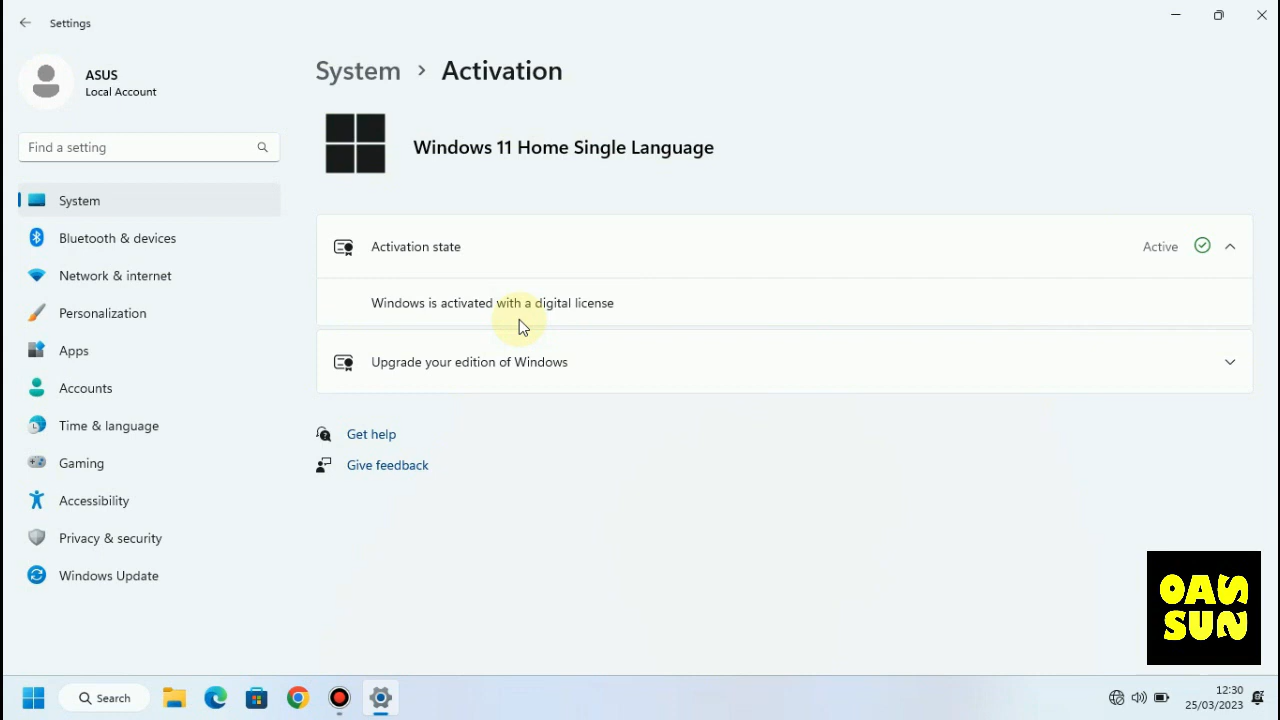 Settings
ASUS
Local Account
Find a setting
System
Bluetooth & devices
Network & internet
Personalization
Apps
Accounts
Time & language
Gaming
Accessibility
Privacy & security
Windows Update
System › Activation
Windows 11 Home Single Language
Activation state
Active
Windows is activated with a digital license
Upgrade your edition of Windows
Get help
Give feedback
OAS
SUN
Search
12:30
25/03/2023